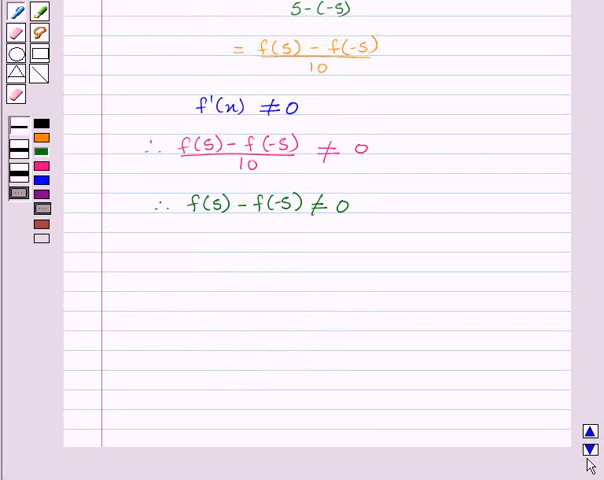 5-(-5)
= f(5) - f(-5)
10
f'(x) ≠ 0
∴ f(5) - f(-5) ≠ 0
10
∴ f(5) - f(-5) ≠ 0